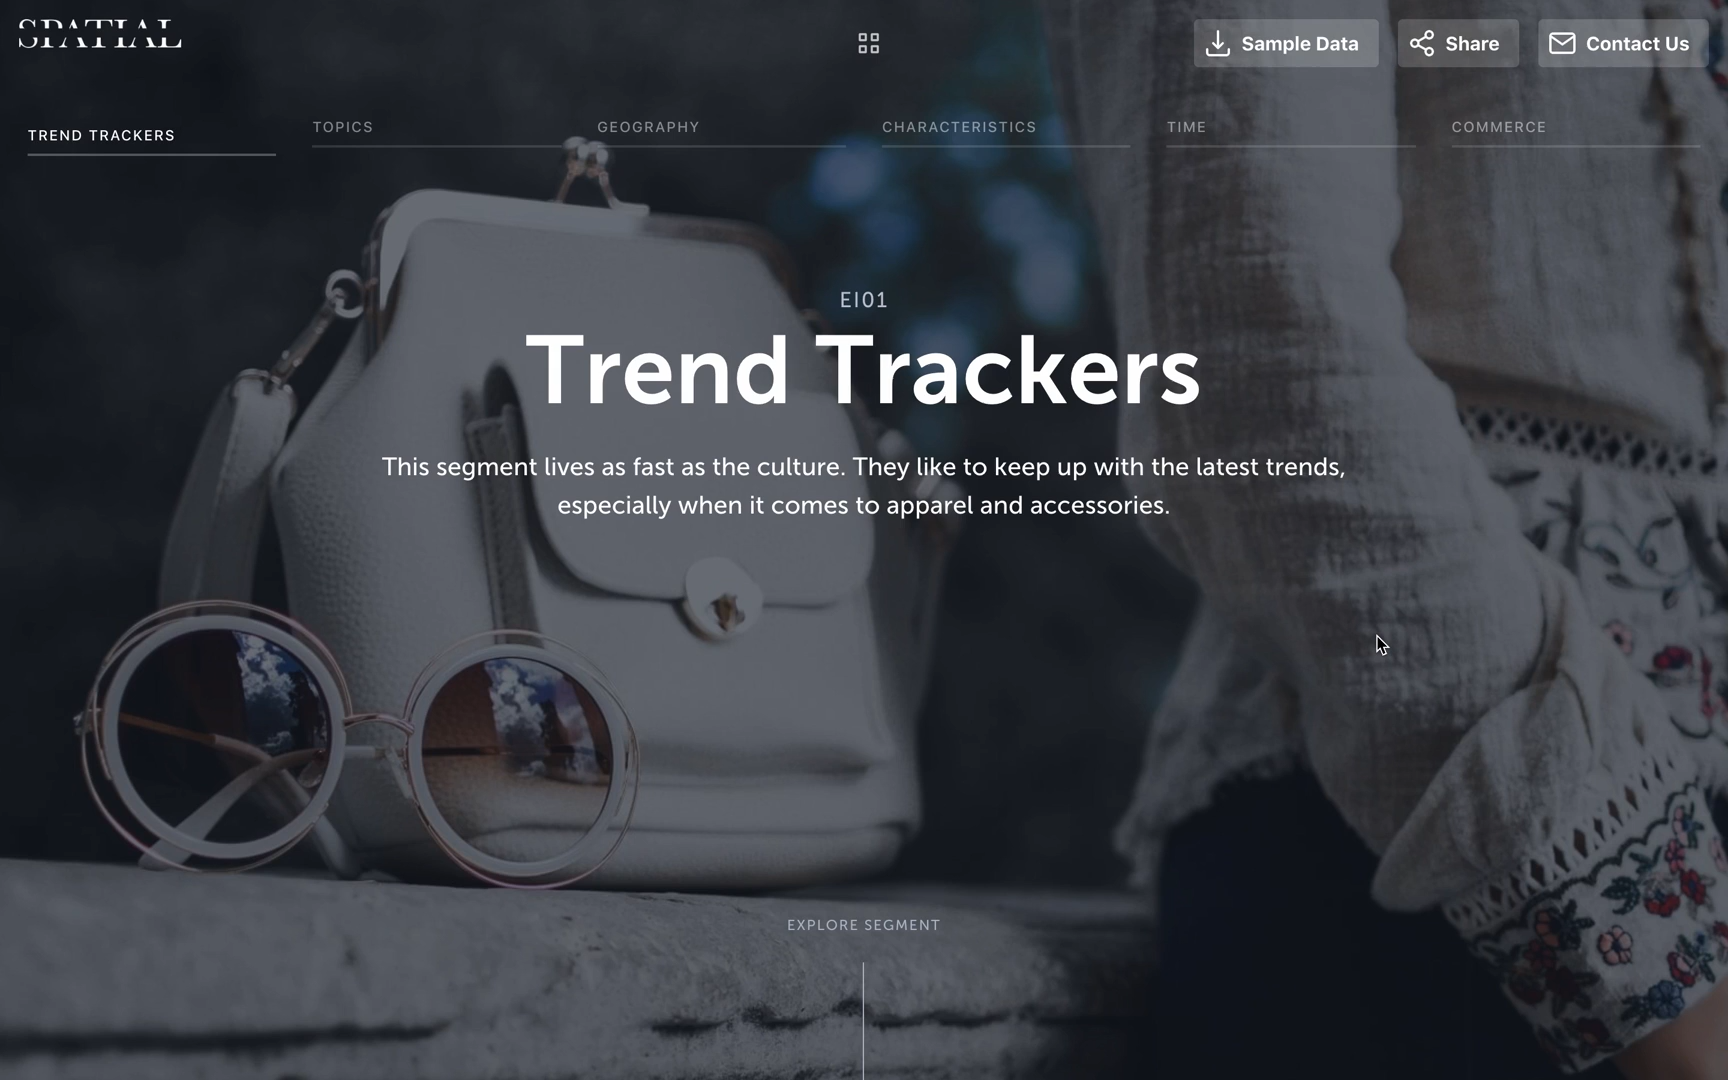 SPATIAL
Sample Data
Share
Contact Us
TREND TRACKERS
TOPICS
GEOGRAPHY
CHARACTERISTICS
TIME
COMMERCE
EI01
Trend Trackers
This segment lives as fast as the culture. They like to keep up with the latest trends,
especially when it comes to apparel and accessories.
EXPLORE SEGMENT